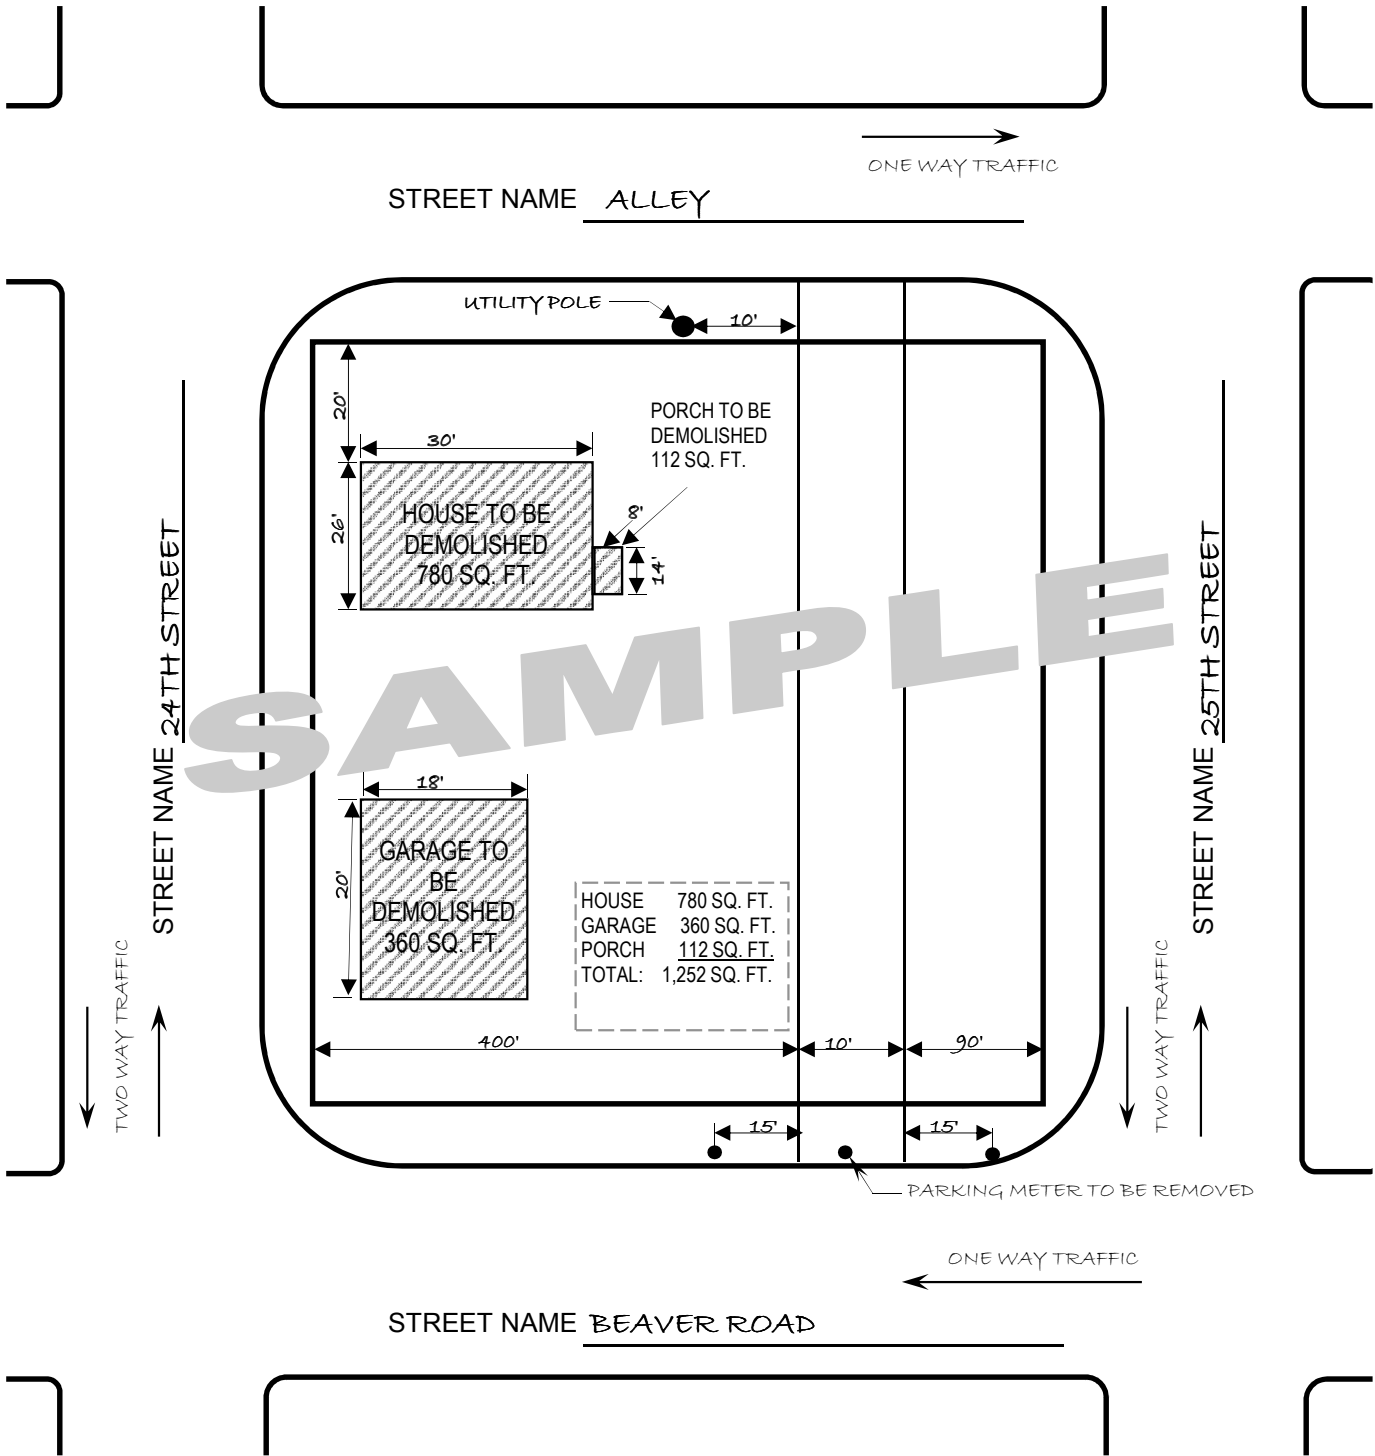 ONE WAY TRAFFIC
STREET NAME ALLEY
UTILITY POLE
10'
20'
30'
PORCH TO BE
DEMOLISHED
112 SQ. FT.
26'
HOUSE TO BE
DEMOLISHED
780 SQ. FT.
8'
14'
STREET NAME 24TH STREET
STREET NAME 25TH STREET
SAMPLE
18'
20'
GARAGE TO
BE
DEMOLISHED
360 SQ. FT.
HOUSE 780 SQ. FT.
GARAGE 360 SQ. FT.
PORCH 112 SQ. FT.
TOTAL: 1,252 SQ. FT.
TWO WAY TRAFFIC
TWO WAY TRAFFIC
400'
10'
90'
15'
15'
PARKING METER TO BE REMOVED
ONE WAY TRAFFIC
STREET NAME BEAVER ROAD